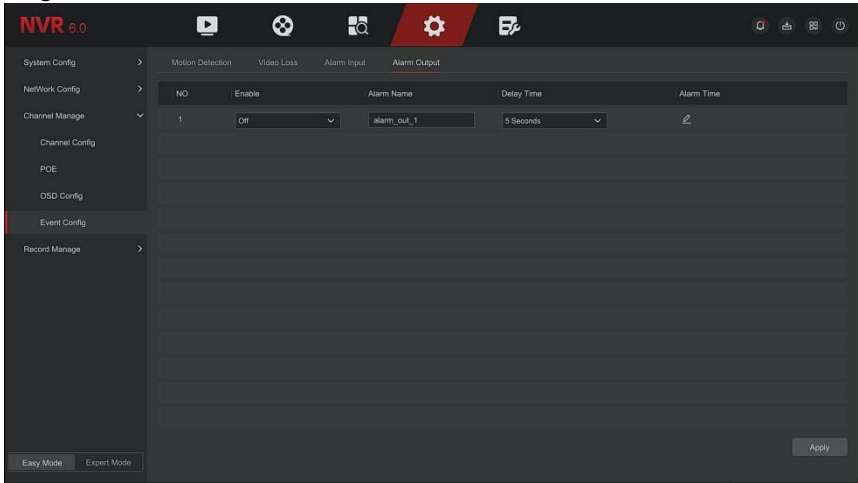 NVR 6.0
System Config
NetWork Config
Channel Manage
Channel Config
POE
OSD Config
Event Config
Record Manage
Easy Mode Expert Mode
Motion Detection Video Loss Alarm Input Alarm Output
NO Enable Alarm Name Delay Time Alarm Time
1 Off alarm_out_1 5 Seconds
Apply